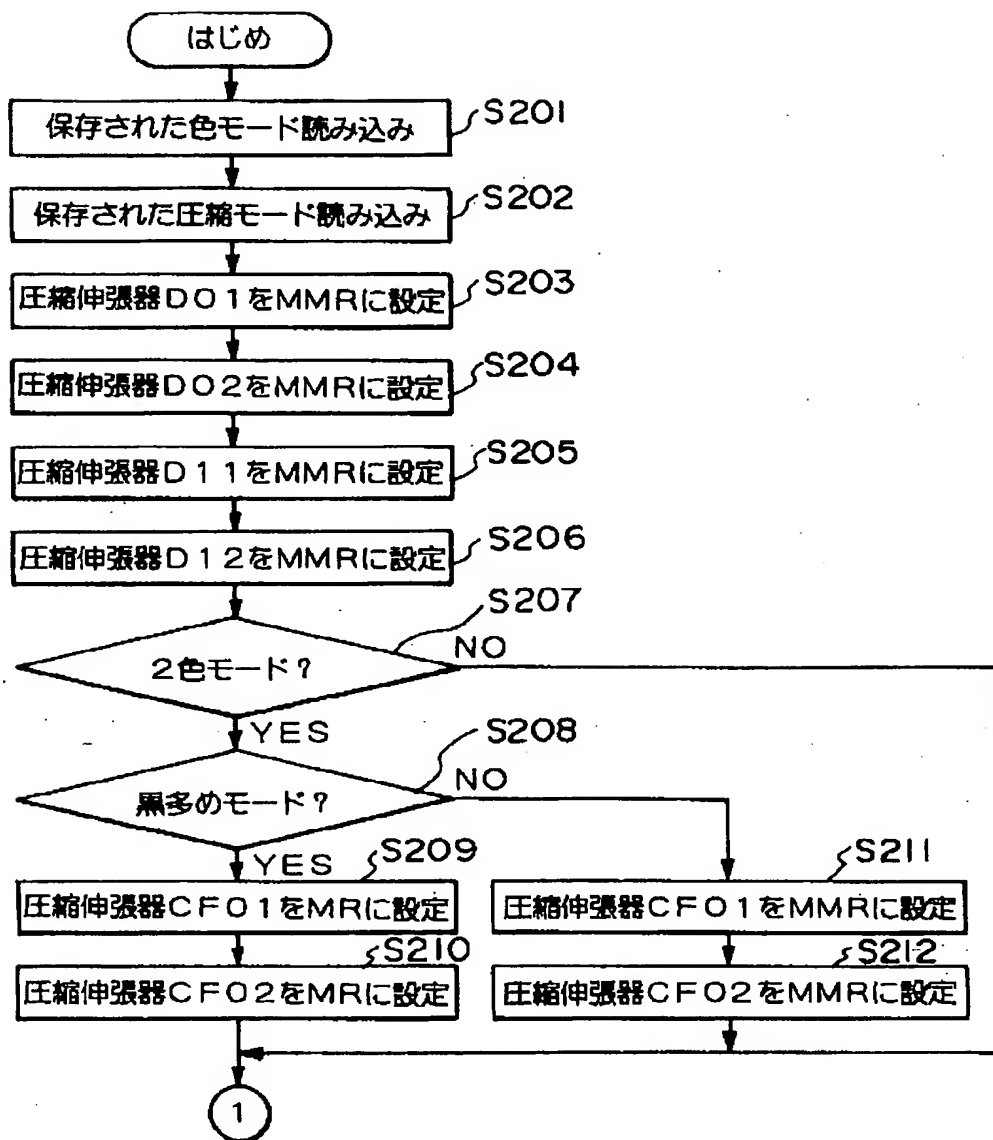 はじめ
保存された色モード読み込み
S201
保存された圧縮モード読み込み
S202
圧縮伸張器D01をMMRに設定
S203
圧縮伸張器D02をMMRに設定
S204
圧縮伸張器D11をMMRに設定
S205
圧縮伸張器D12をMMRに設定
S206
S207
2色モード?
NO
YES
S208
黒多めモード?
NO
YES
S209
S211
圧縮伸張器CF01をMRに設定
圧縮伸張器CF01をMMRに設定
S210
S212
圧縮伸張器CF02をMRに設定
圧縮伸張器CF02をMMRに設定
1